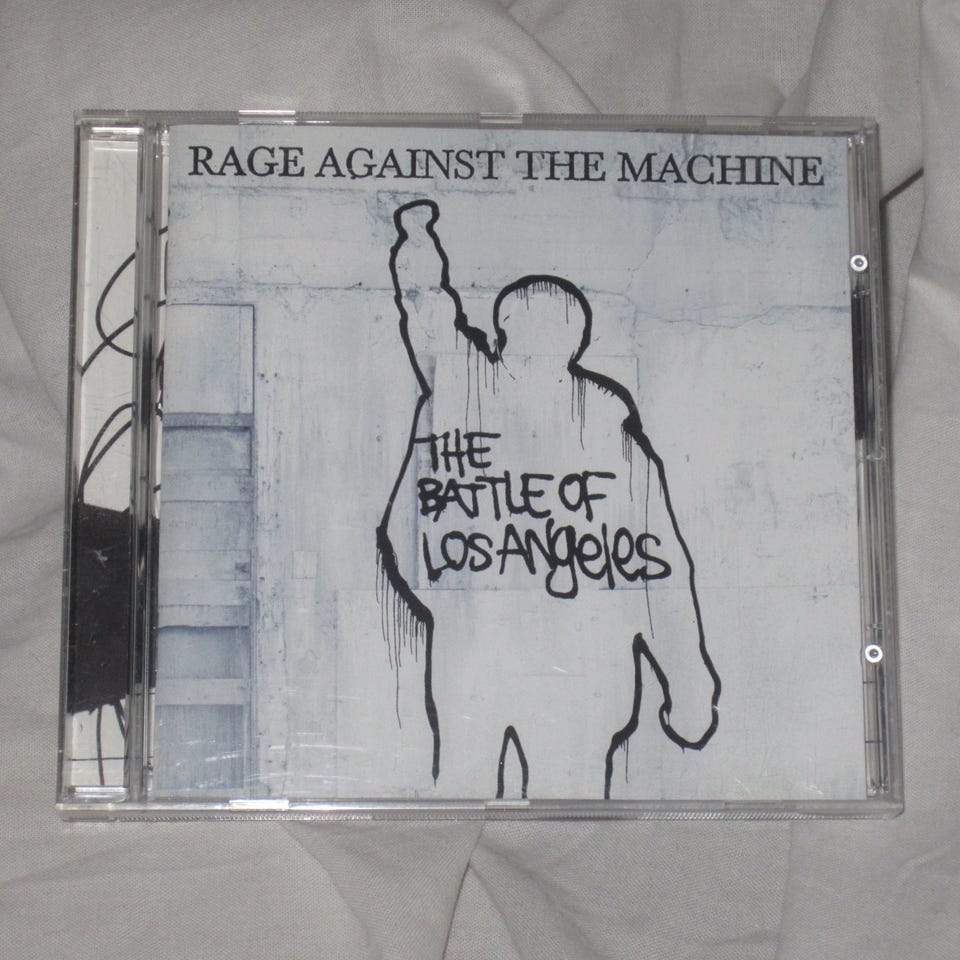 RAGE AGAINST THE MACHINE
THE
BATTLE OF
LOS ANgeles